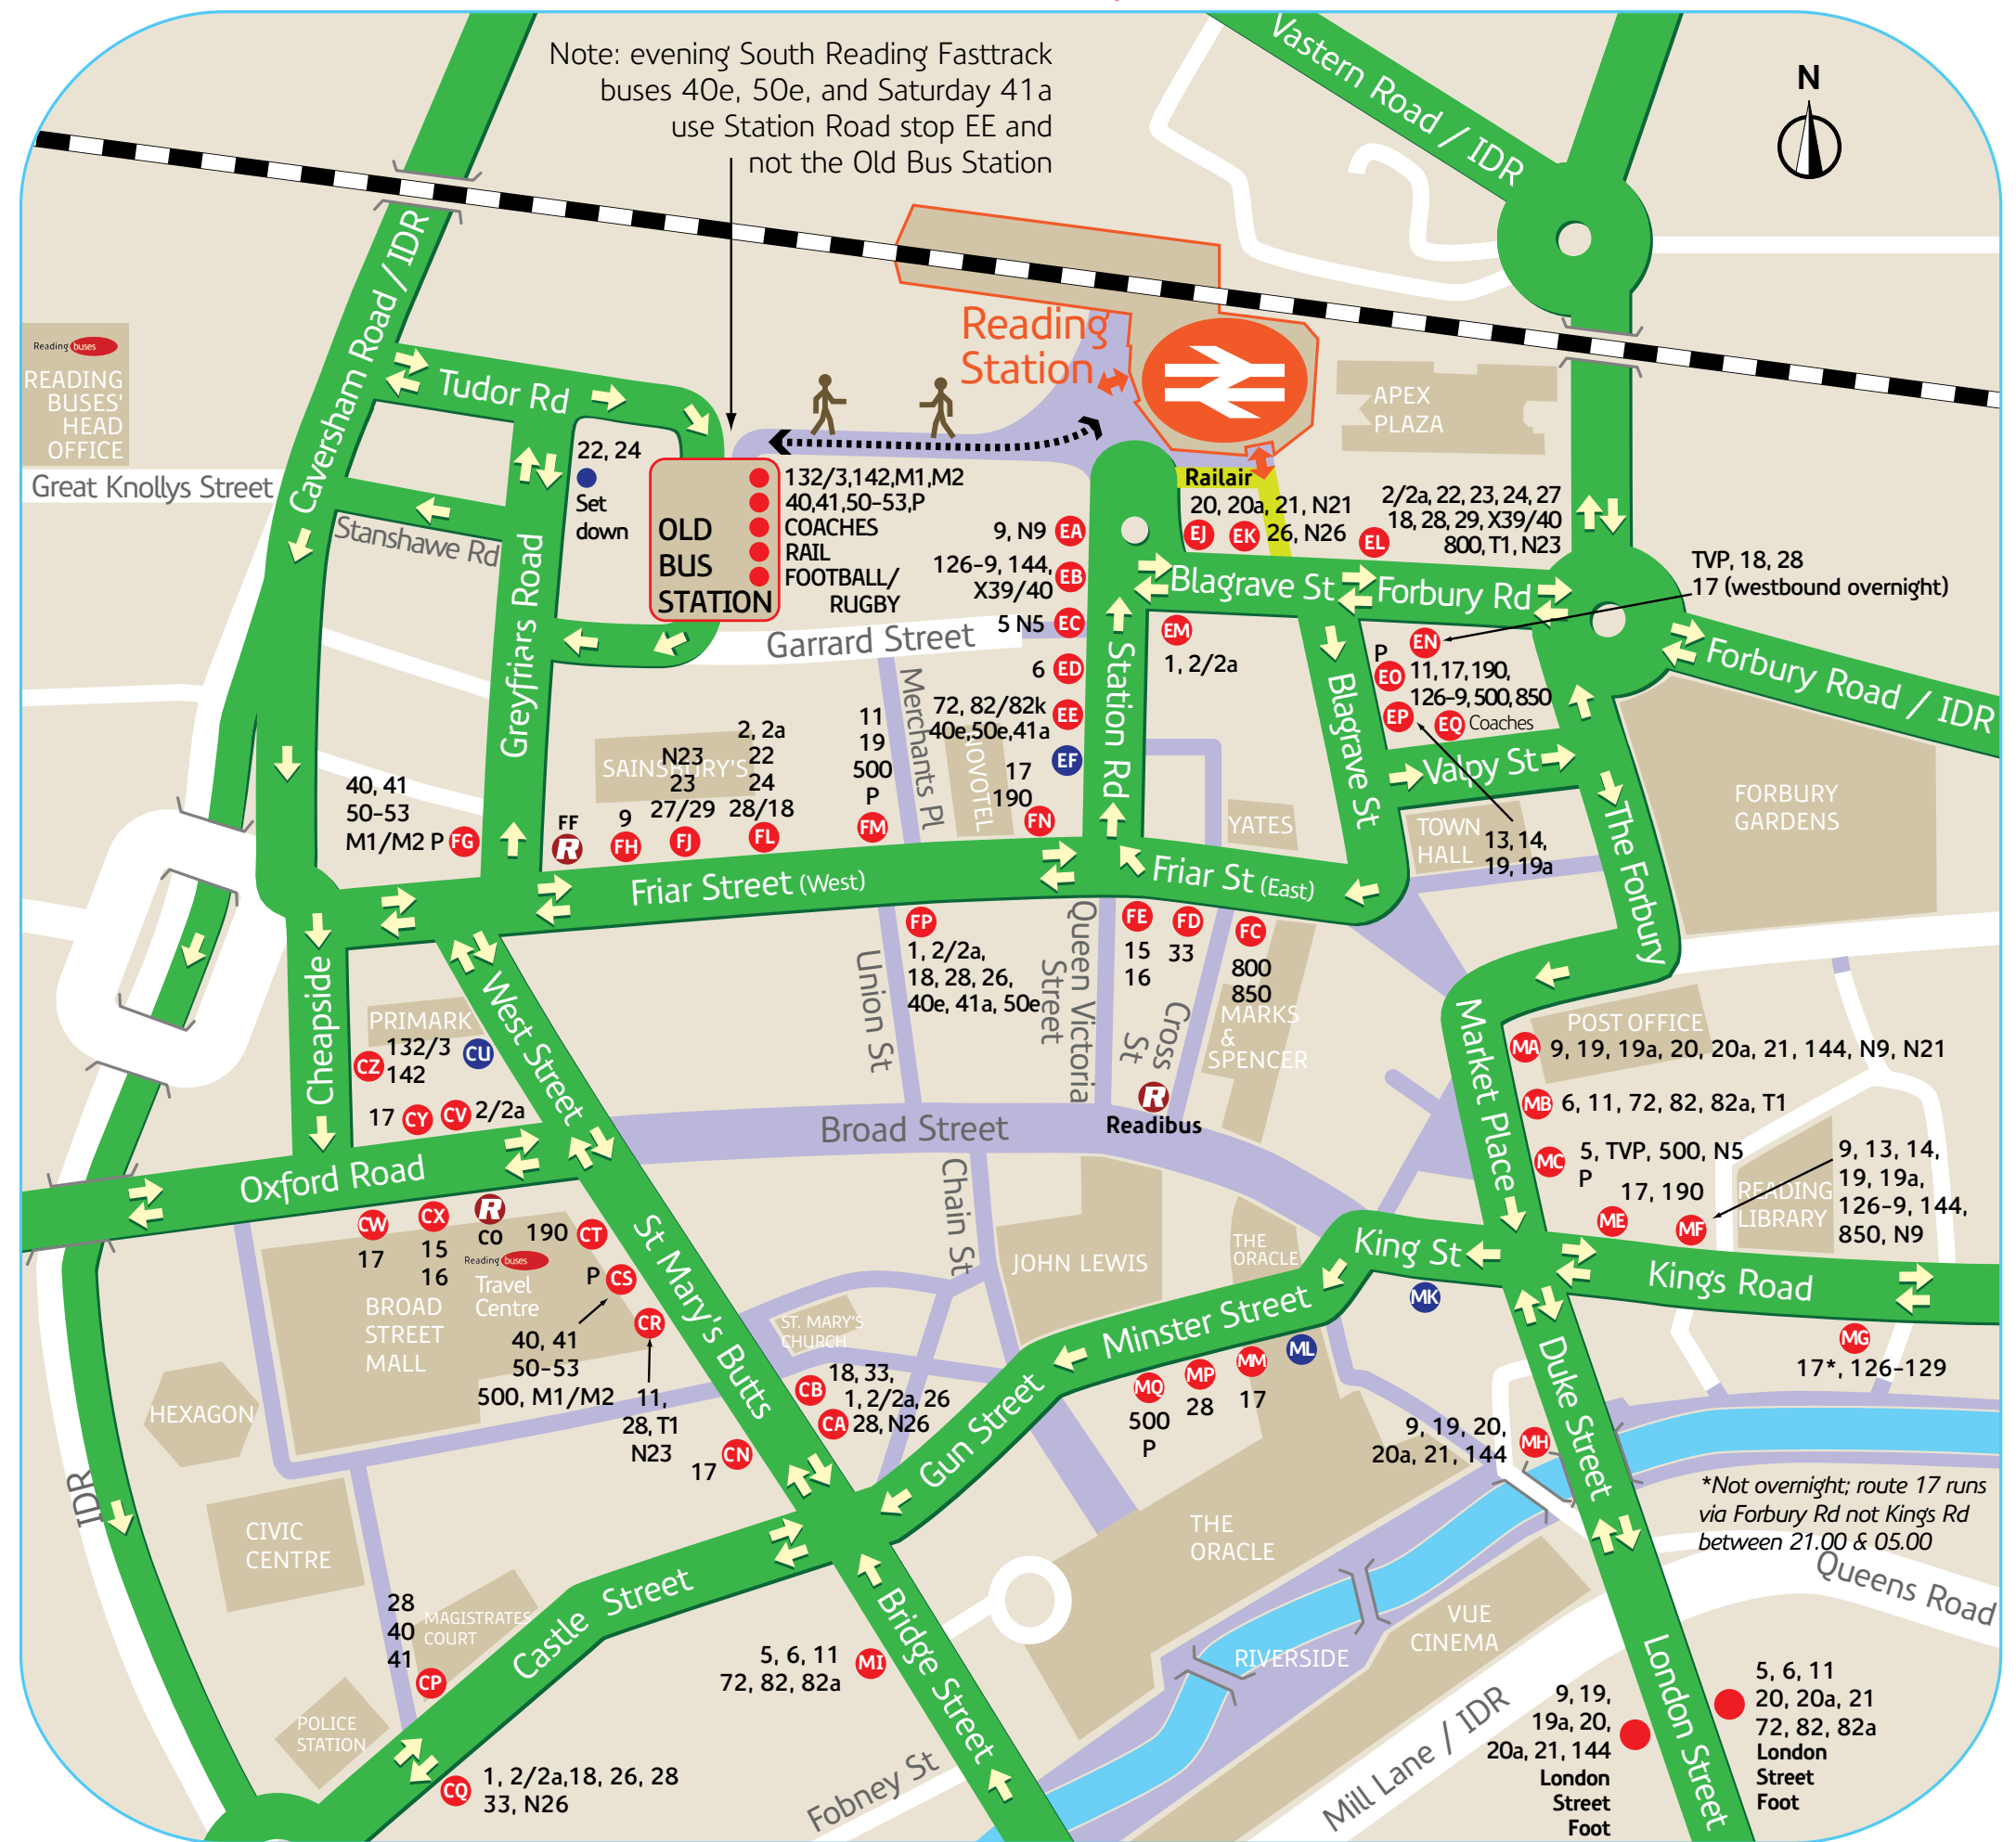 Note: evening South Reading Fasttrack
buses 40e, 50e, and Saturday 41a
use Station Road stop EE and
not the Old Bus Station
Vastern Road / IDR
N
Caversham Road / IDR
Reading
Station
Reading buses
READING
BUSES'
HEAD
OFFICE
Great Knollys Street
Tudor Rd
Stanshawe Rd
Greyfriars Road
22, 24
Set
down
OLD
BUS
STATION
132/3,142,M1,M2
40,41,50-53,P
COACHES
RAIL
FOOTBALL/
RUGBY
APEX
PLAZA
Railair
20, 20a, 21, N21
EJ
EK
26, N26
2/2a, 22, 23, 24, 27
18, 28, 29, X39/40
800, T1, N23
EL
9, N9 EA
126-9, 144,
X39/40
EB
5 N5 EC
6 ED
72, 82/82k
40e,50e,41a
EE
EF
Garrard Street
Merchants Pl
NOVOTEL
Station Rd
Blagrave St
Forbury Rd
TVP, 18, 28
17 (westbound overnight)
EM
1, 2/2a
EN
P
EO
11, 17, 190,
126-9, 500, 850
EP
EQ Coaches
Forbury Road / IDR
Blagrave St
Valpy St
The Forbury
FORBURY
GARDENS
TOWN
HALL
13, 14,
19, 19a
YATES
SAINSBURY'S
40, 41
50-53
M1/M2 P FG
FF
R
9
FH
N23
23
27/29
FJ
2, 2a
22
24
28/18
FL
11
19
500
P
FM
17
190
FN
Friar Street (West)
Friar St (East)
FP
1, 2/2a,
18, 28, 26,
40e, 41a, 50e
Union St
Queen Victoria
Street
FE
15
16
FD
33
FC
800
850
Cross
St
MARKS
&
SPENCER
R
Readibus
Cheapside
West Street
PRIMARK
CZ
132/3
142
CU
17 CY
CV 2/2a
Broad Street
Oxford Road
Chain St
Market Place
POST OFFICE
MA 9, 19, 19a, 20, 20a, 21, 144, N9, N21
MB 6, 11, 72, 82, 82a, T1
MC 5, TVP, 500, N5
P
17, 190
ME
MF
READING
LIBRARY
9, 13, 14,
19, 19a,
126-9, 144,
850, N9
CW
17
CX
15
16
R
CO
Reading buses
Travel
Centre
190 CT
P CS
40, 41
50-53
500, M1/M2
CR
11,
28, T1
N23
BROAD
STREET
MALL
St Mary's Butts
ST. MARY'S
CHURCH
JOHN LEWIS
THE
ORACLE
King St
Kings Road
MK
MG
17*, 126-129
Minster Street
ML
MM
17
MP
28
MQ
500
P
Gun Street
CB
18, 33,
1, 2/2a, 26
CA 28, N26
CN
17
HEXAGON
CIVIC
CENTRE
IDR
Duke Street
9, 19, 20,
20a, 21, 144
MH
*Not overnight; route 17 runs
via Forbury Rd not Kings Rd
between 21.00 & 05.00
Queens Road
THE
ORACLE
VUE
CINEMA
RIVERSIDE
28
40
41
CP
MAGISTRATES
COURT
Castle Street
POLICE
STATION
CQ
1, 2/2a,18, 26, 28
33, N26
5, 6, 11
72, 82, 82a
MI
Bridge Street
Fobney St
Mill Lane / IDR
London Street
9, 19,
19a, 20,
20a, 21, 144
London
Street
Foot
5, 6, 11
20, 20a, 21
72, 82, 82a
London
Street
Foot